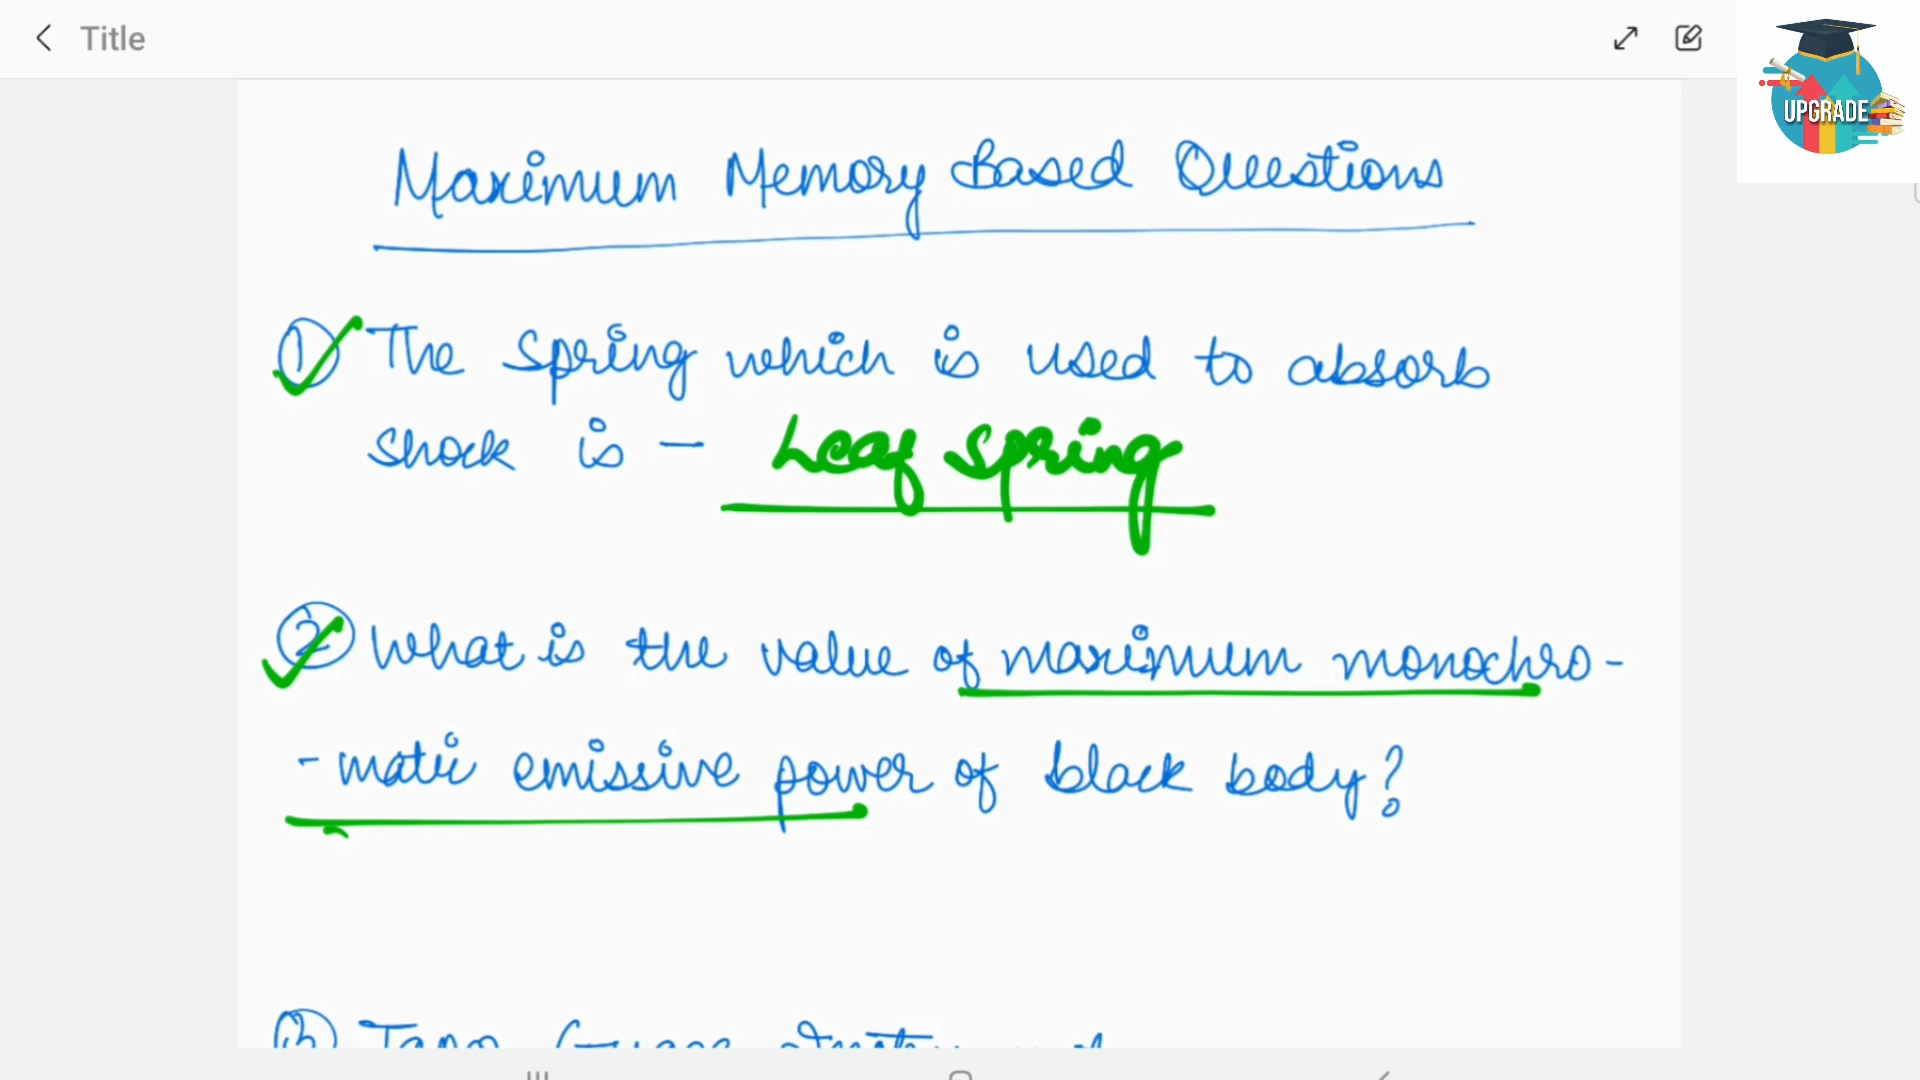 Title
UPGRADE
Maximum Memory Based Questions
① The Spring which is used to absorb
shock is - Leaf Spring
② What is the value of maximum monochro-
-matic emissive power of black body?
③